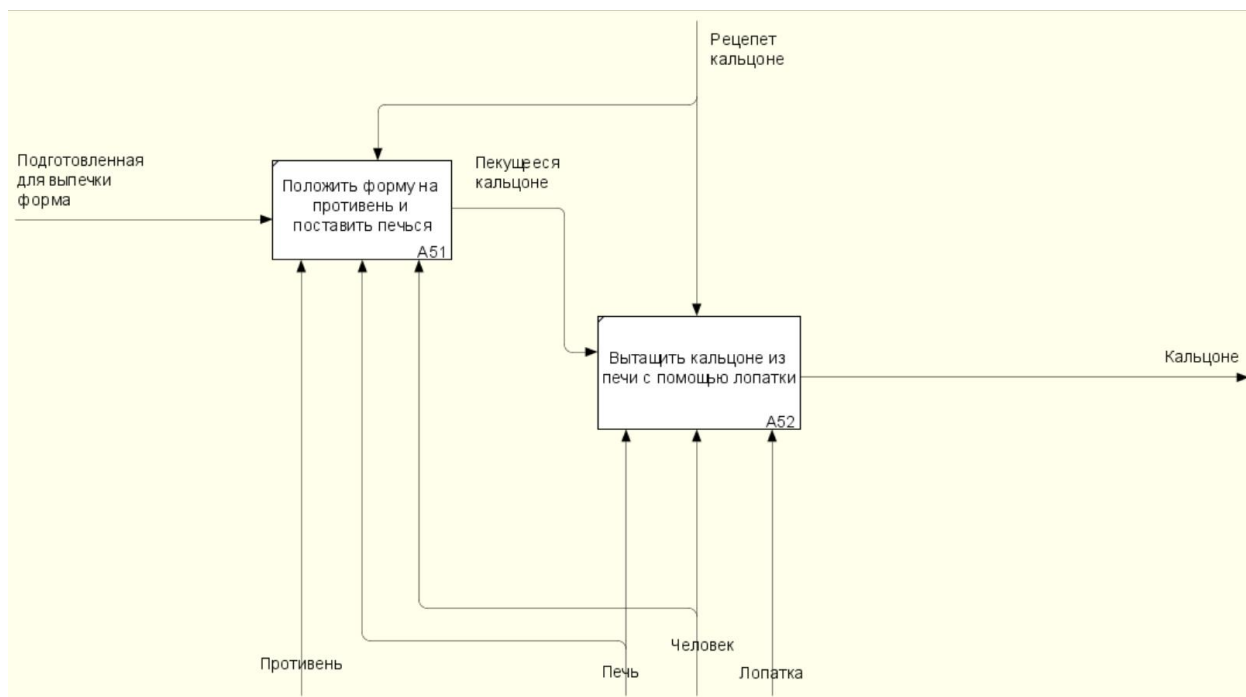 Рецепет
кальцоне
Подготовленная
для выпечки
форма
Пекущееся
кальцоне
Положить форму на
противень и
поставить печься
A51
Вытащить кальцоне из
печи с помощью лопатки
A52
Кальцоне
Противень
Печь
Человек
Лопатка